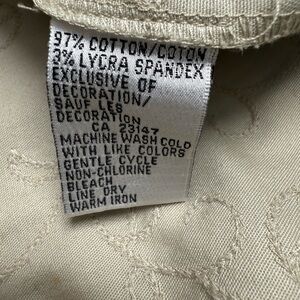 97% COTTON/COTON
3% LYCRA SPANDEX
EXCLUSIVE OF
DECORATION/
SAUF LES
DECORATION
CA 23147
MACHINE WASH COLD
WITH LIKE COLORS
GENTLE CYCLE
NON-CHLORINE
BLEACH
LINE DRY
WARM IRON